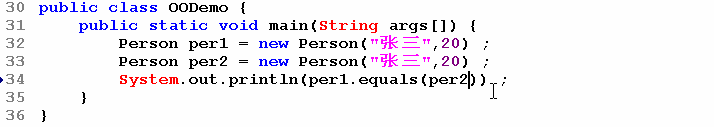 30 public class OODemo {
31     public static void main(String args[]) {
32         Person per1 = new Person("张三",20) ;
33         Person per2 = new Person("张三",20) ;
34         System.out.println(per1.equals(per2)) ;
35     }
36 }